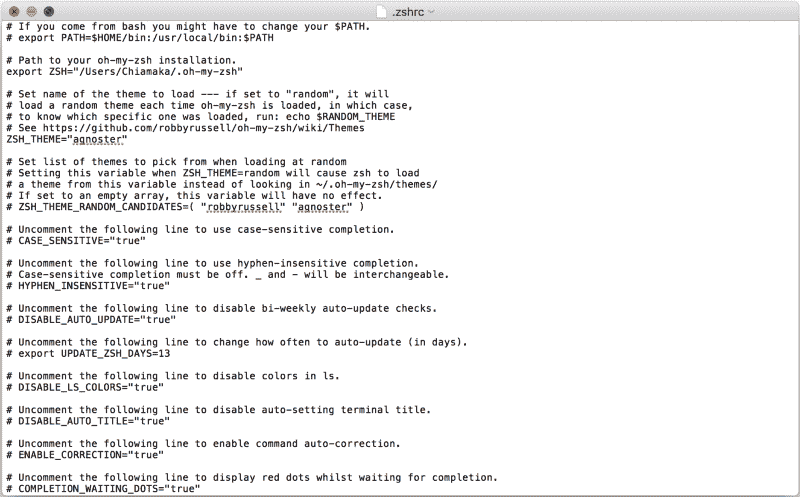 .zshrc
# If you come from bash you might have to change your $PATH.
# export PATH=$HOME/bin:/usr/local/bin:$PATH
# Path to your oh-my-zsh installation.
export ZSH="/Users/Chiamaka/.oh-my-zsh"
# Set name of the theme to load --- if set to "random", it will
# load a random theme each time oh-my-zsh is loaded, in which case,
# to know which specific one was loaded, run: echo $RANDOM_THEME
# See https://github.com/robbyrussell/oh-my-zsh/wiki/Themes
ZSH_THEME="agnoster"
# Set list of themes to pick from when loading at random
# Setting this variable when ZSH_THEME=random will cause zsh to load
# a theme from this variable instead of looking in ~/.oh-my-zsh/themes/
# If set to an empty array, this variable will have no effect.
# ZSH_THEME_RANDOM_CANDIDATES=( "robbyrussell" "agnoster" )
# Uncomment the following line to use case-sensitive completion.
# CASE_SENSITIVE="true"
# Uncomment the following line to use hyphen-insensitive completion.
# Case-sensitive completion must be off. _ and - will be interchangeable.
# HYPHEN_INSENSITIVE="true"
# Uncomment the following line to disable bi-weekly auto-update checks.
# DISABLE_AUTO_UPDATE="true"
# Uncomment the following line to change how often to auto-update (in days).
# export UPDATE_ZSH_DAYS=13
# Uncomment the following line to disable colors in ls.
# DISABLE_LS_COLORS="true"
# Uncomment the following line to disable auto-setting terminal title.
# DISABLE_AUTO_TITLE="true"
# Uncomment the following line to enable command auto-correction.
# ENABLE_CORRECTION="true"
# Uncomment the following line to display red dots whilst waiting for completion.
# COMPLETION_WAITING_DOTS="true"